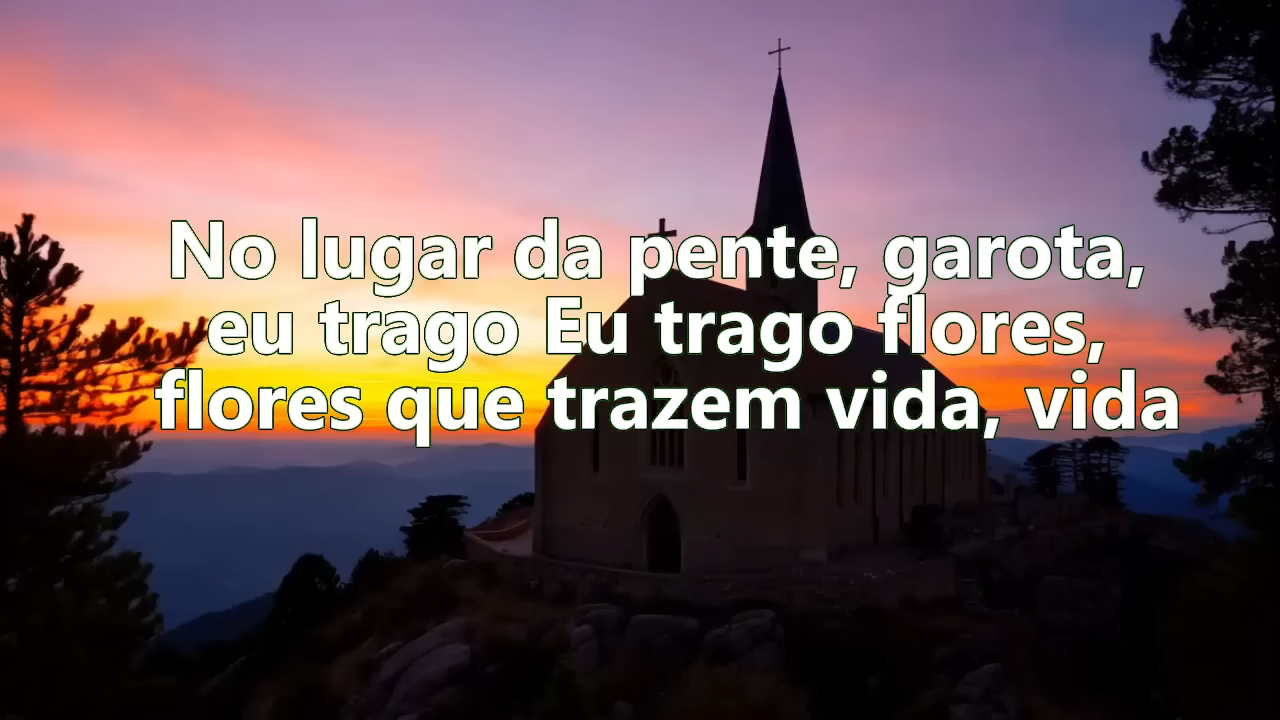 No lugar da pente, garota,
eu trago Eu trago flores,
flores que trazem vida, vida